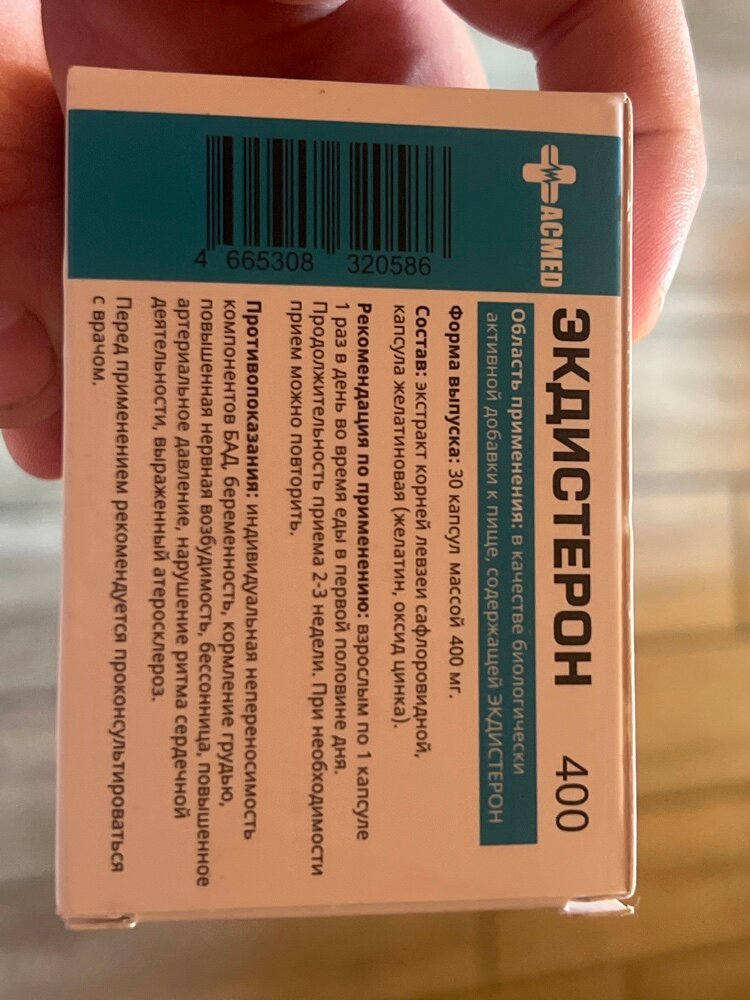 ACMED
ЭКДИСТЕРОН 400
Область применения: в качестве биологически
активной добавки к пище, содержащей ЭКДИСТЕРОН
Форма выпуска: 30 капсул массой 400 мг.
Состав: экстракт корней левзеи сафлоровидной,
капсула желатиновая (желатин, оксид цинка).
Рекомендация по применению: взрослым по 1 капсуле
1 раз в день во время еды в первой половине дня.
Продолжительность приема 2-3 недели. При необходимости
прием можно повторить.
Противопоказания: индивидуальная непереносимость
компонентов БАД, беременность, кормление грудью,
повышенная нервная возбудимость, бессонница, повышенное
артериальное давление, нарушение ритма сердечной
деятельности, выраженный атеросклероз.
Перед применением рекомендуется проконсультироваться
с врачом.
4 665308 320586